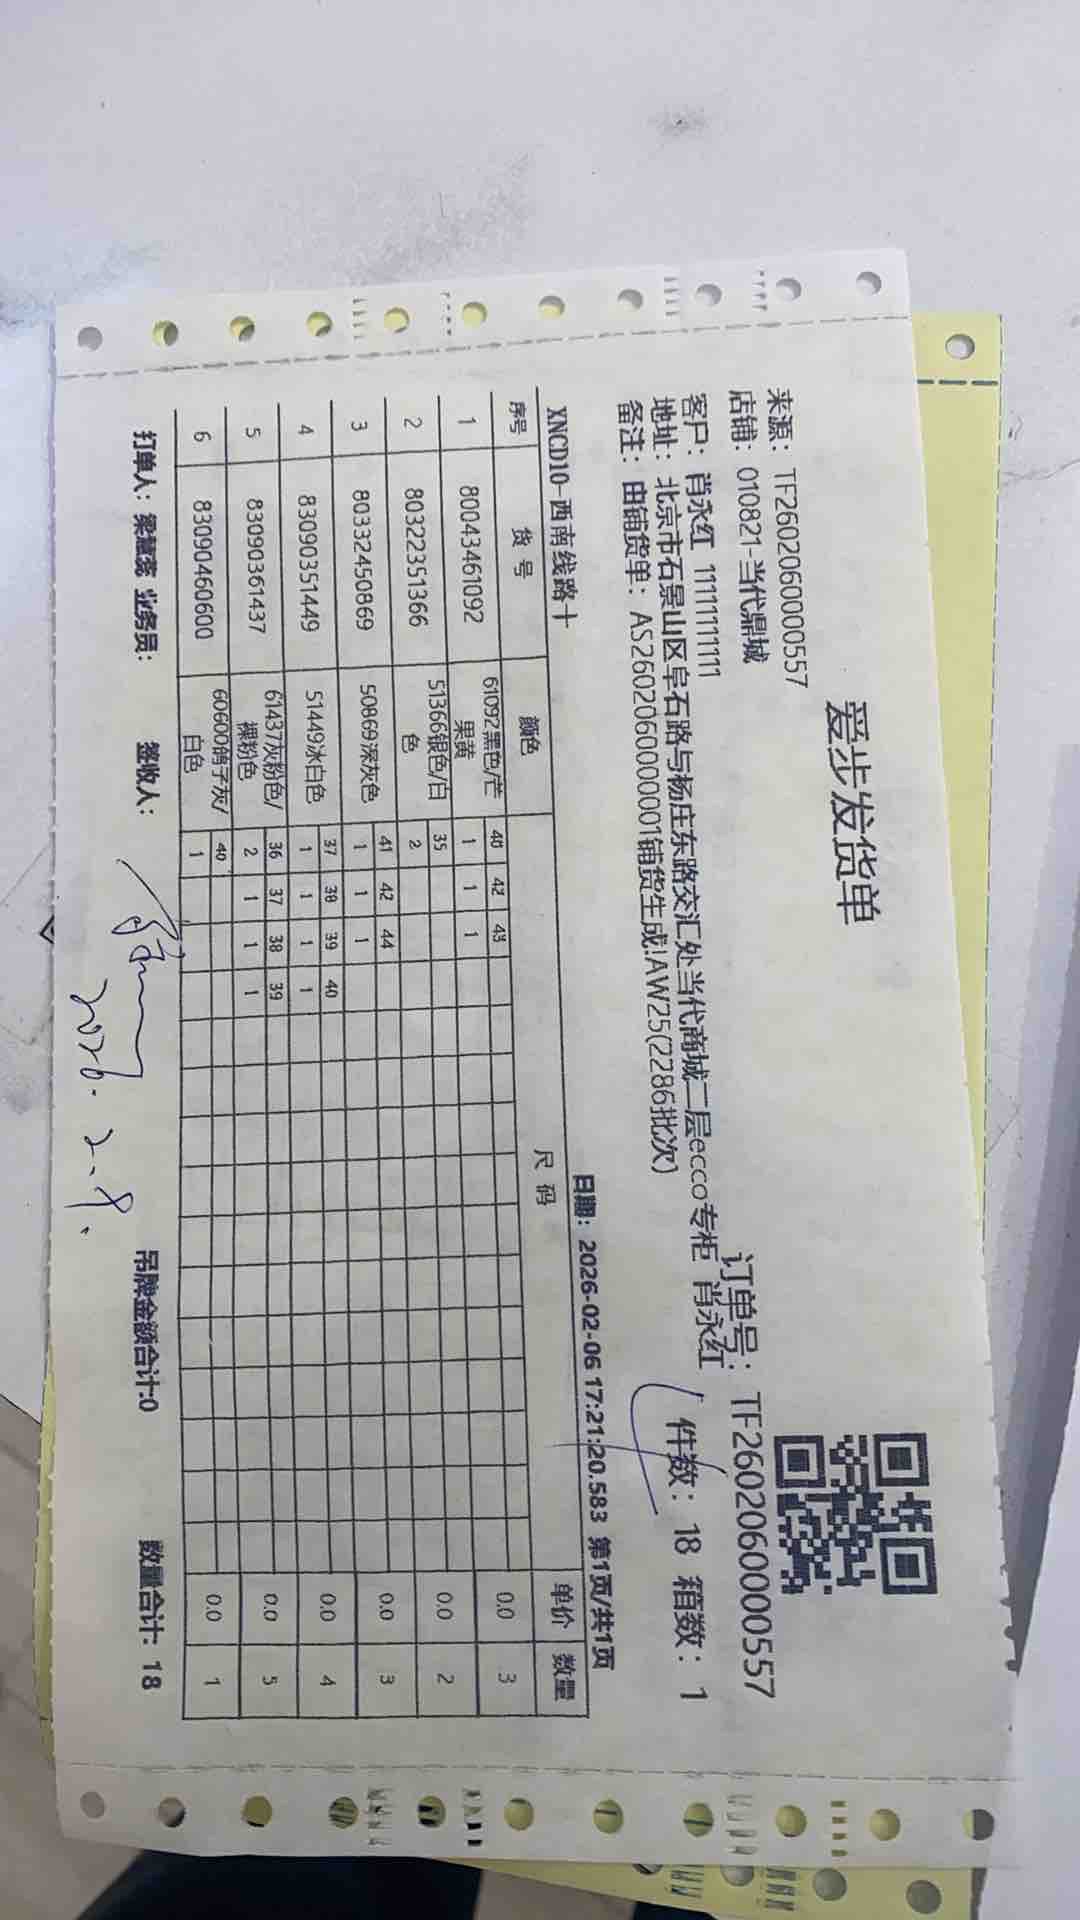 爱步发货单
来源：TF2602060000557
店铺：010821-当代鼎城 订单号：TF2602060000557
客户：肖永红 11111111111
地址：北京市石景山区阜石路与杨庄东路交汇处当代商城二层ecco专柜 肖永红 件数：18 箱数：1
备注：由铺货单：AS2602060000001铺货生成!AW25(2286批次)
XNCD10-西南线路十 日期：2026-02-06 17:21:20.583 第1页/共1页
序号 货号 颜色 尺码 单价 数量
1 80043461092 61092黑色/芒果黄 40 42 43 0.0 3
1 1 1
2 80322351366 51366银色/白色 35 0.0 2
2
3 80332450869 50869深灰色 41 42 44 0.0 3
1 1 1
4 83090351449 51449冰白色 37 38 39 40 0.0 4
1 1 1 1
5 83090361437 61437灰粉色/裸粉色 36 37 38 39 0.0 5
2 1 1 1
6 83090460600 60600鸽子灰/白色 40 0.0 1
1
打单人：梁慧蕊 业务员： 签收人： 吊牌金额合计:0 数量合计：18
2026.2.9.